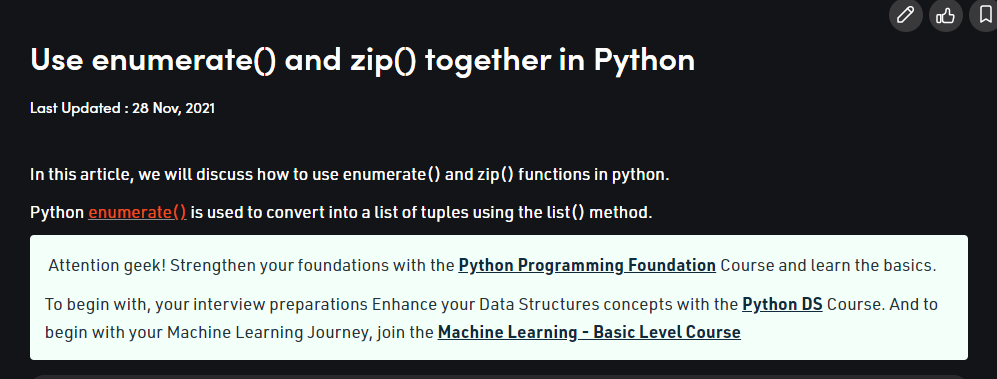 Use enumerate() and zip() together in Python
Last Updated : 28 Nov, 2021
In this article, we will discuss how to use enumerate() and zip() functions in python.
Python enumerate() is used to convert into a list of tuples using the list() method.
Attention geek! Strengthen your foundations with the Python Programming Foundation Course and learn the basics.
To begin with, your interview preparations Enhance your Data Structures concepts with the Python DS Course. And to
begin with your Machine Learning Journey, join the Machine Learning - Basic Level Course